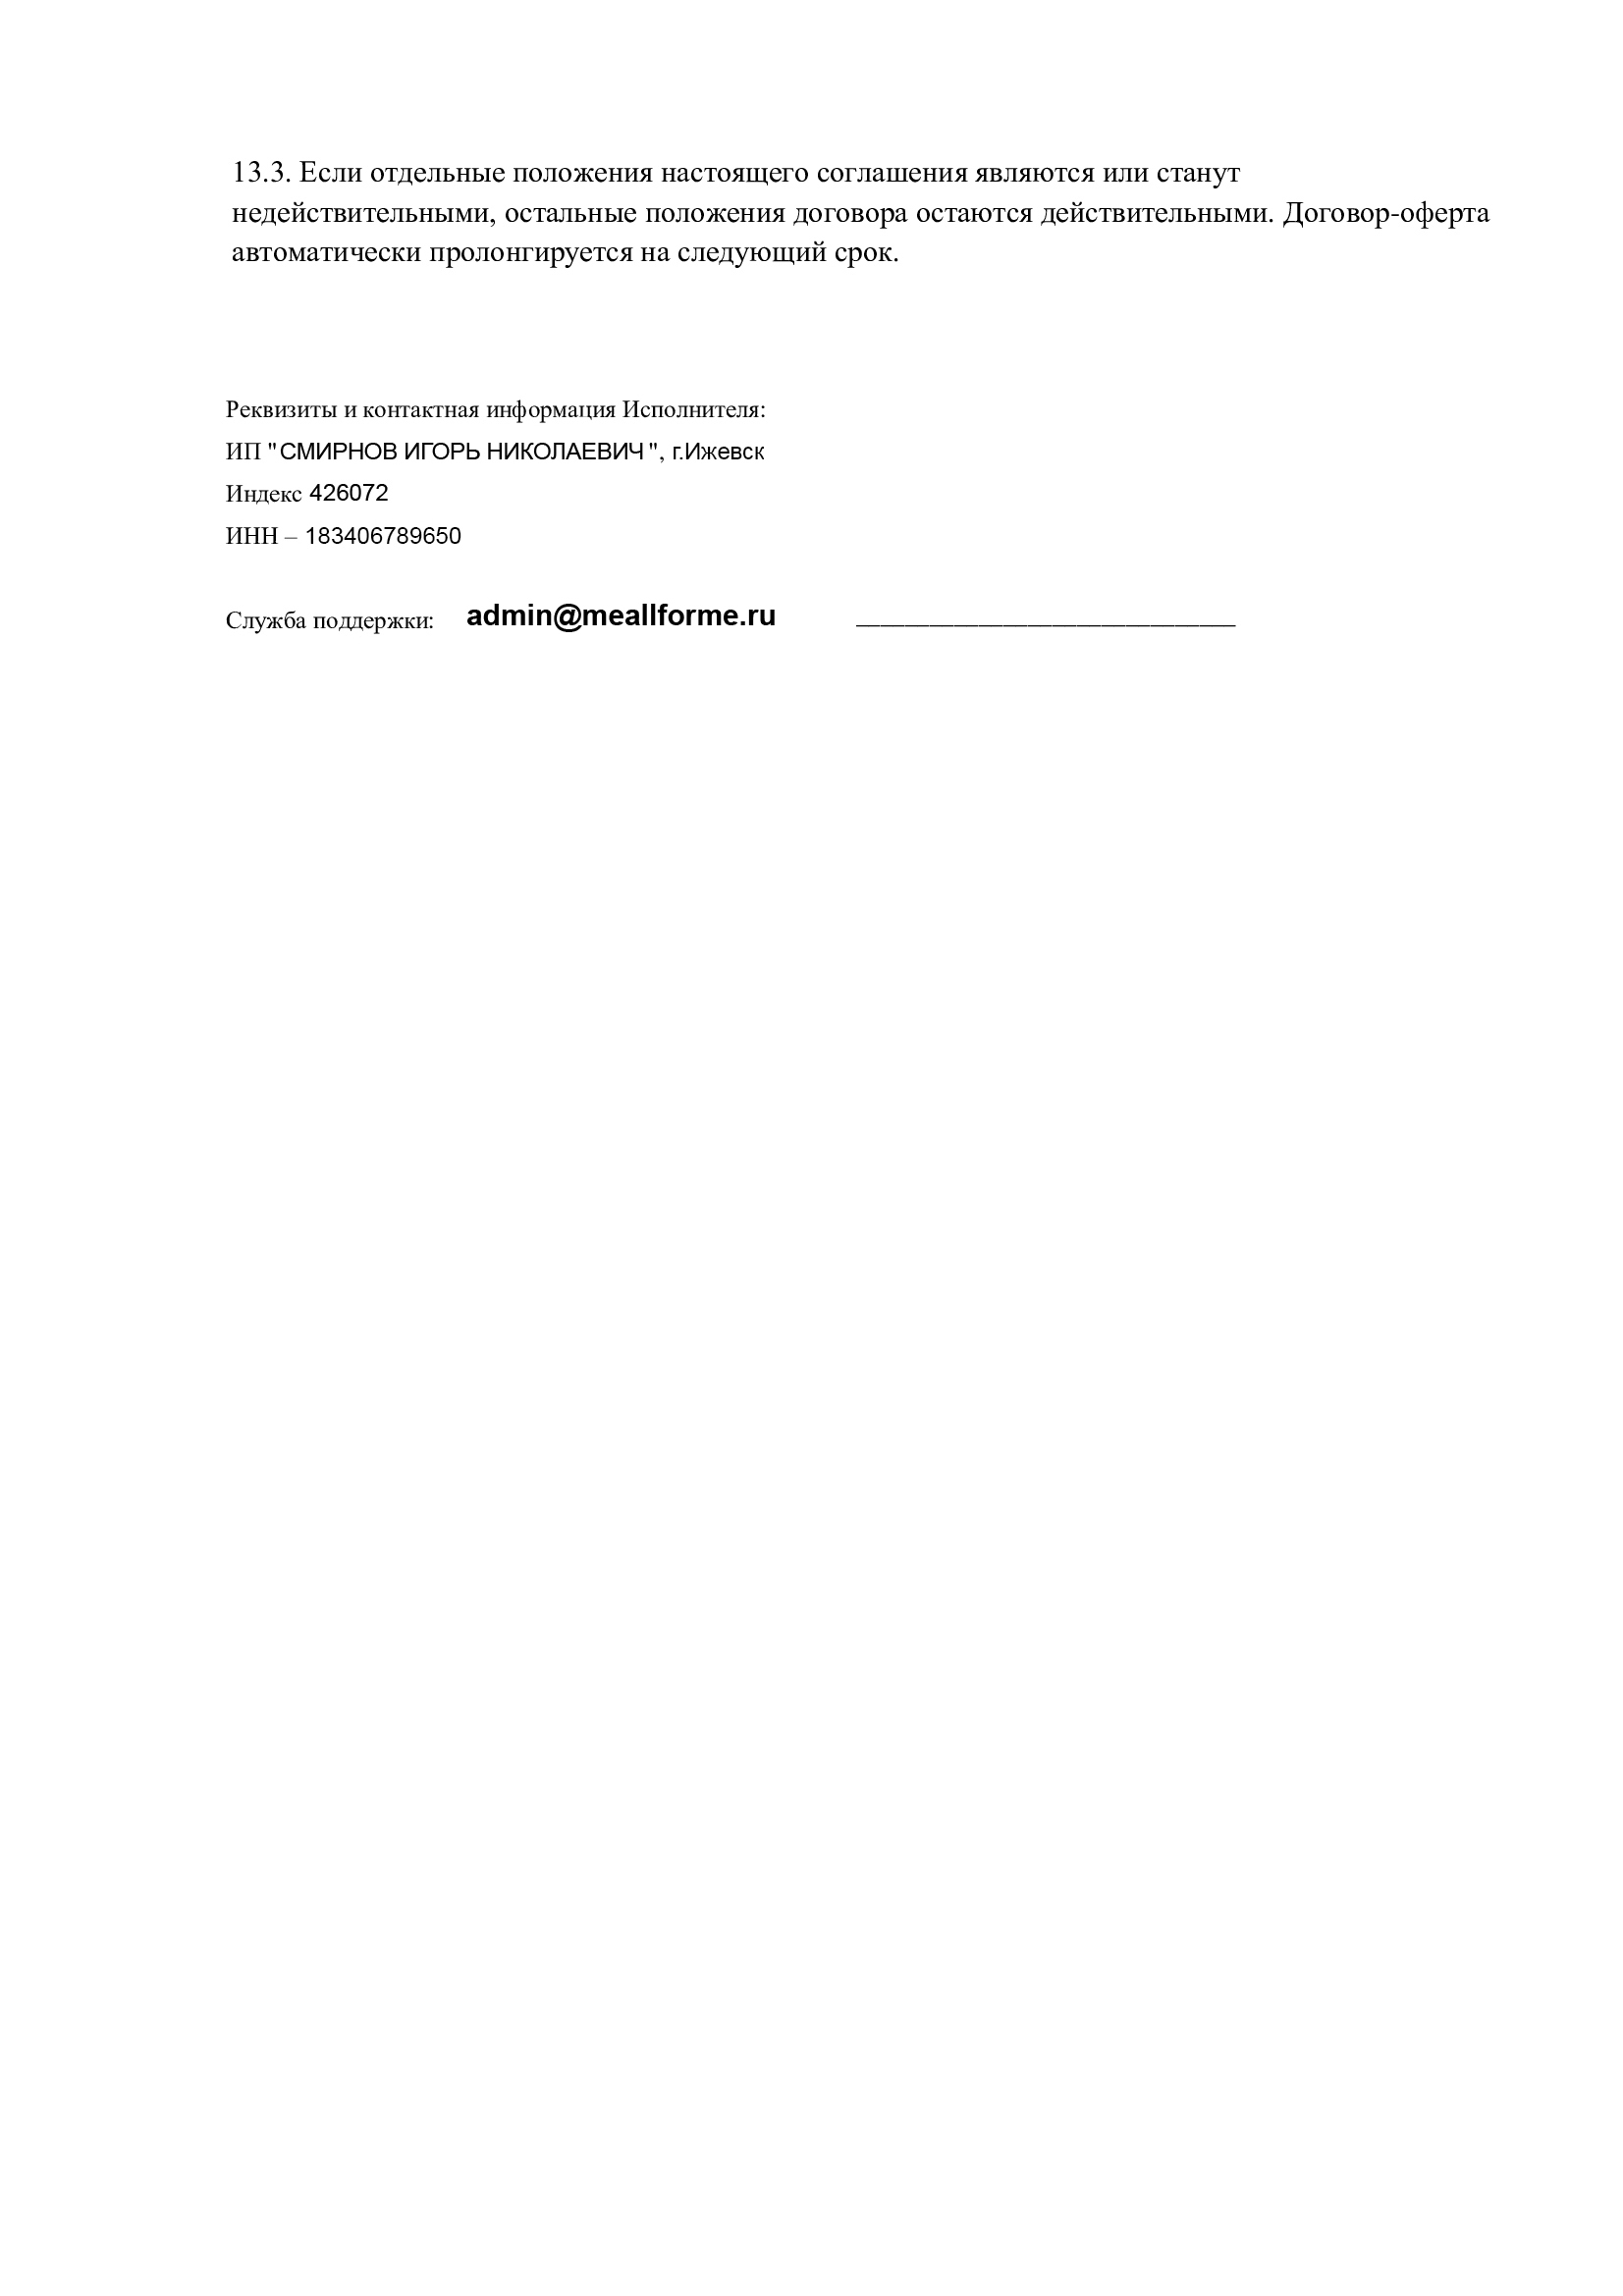 13.3. Если отдельные положения настоящего соглашения являются или станут
недействительными, остальные положения договора остаются действительными. Договор-оферта
автоматически пролонгируется на следующий срок.
Реквизиты и контактная информация Исполнителя:
ИП "СМИРНОВ ИГОРЬ НИКОЛАЕВИЧ", г.Ижевск
Индекс 426072
ИНН – 183406789650
Служба поддержки: admin@meallforme.ru _______________________________